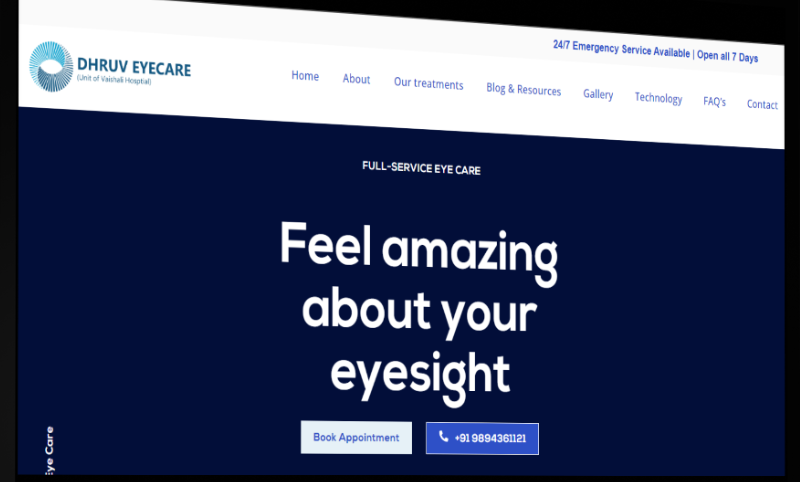 24/7 Emergency Service Available | Open all 7 Days
DHRUV EYECARE
(Unit of Vaishali Hosptial)
Home About Our treatments Blog & Resources Gallery Technology FAQ's Contact
FULL-SERVICE EYE CARE
Feel amazing
about your
eyesight
Book Appointment +91 9894361121
Eye Care